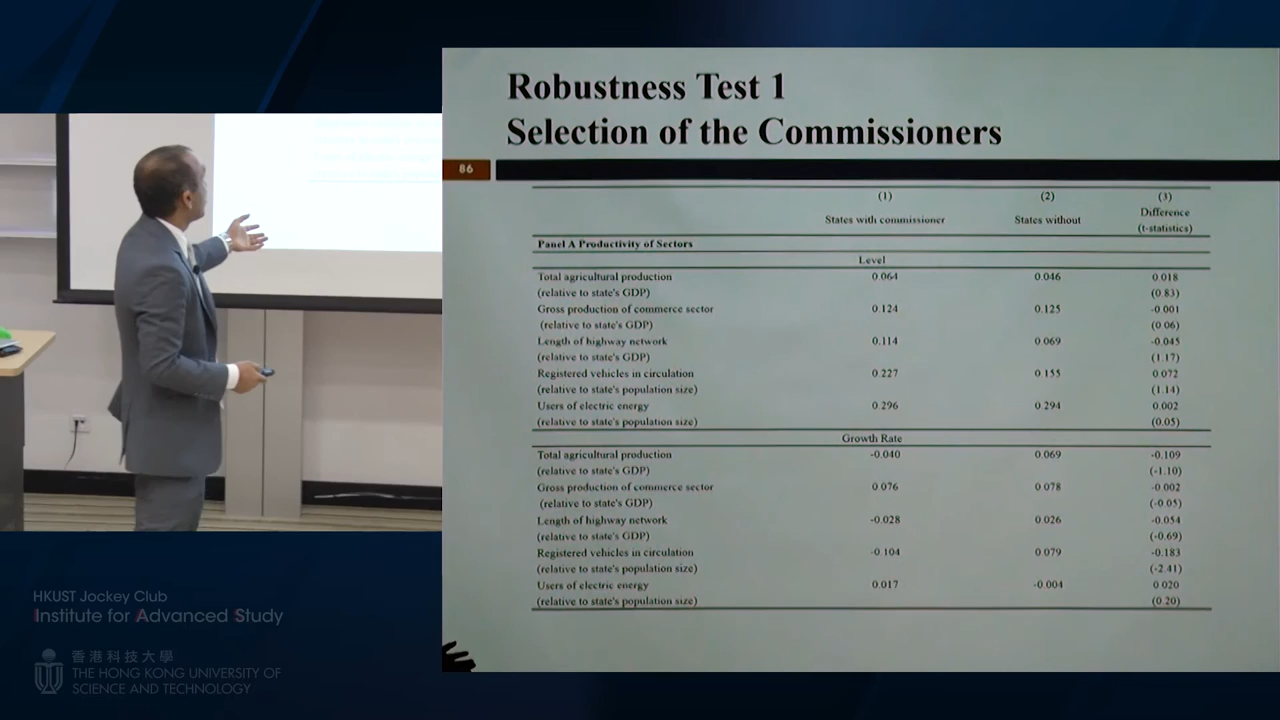 Robustness Test 1
Selection of the Commissioners
86
(1) (2) (3)
States with commissioner States without Difference
(t-statistics)
Panel A Productivity of Sectors
Level
Total agricultural production 0.064 0.046 0.018
(relative to state's GDP) (0.83)
Gross production of commerce sector 0.124 0.125 -0.001
(relative to state's GDP) (0.06)
Length of highway network 0.114 0.069 -0.045
(relative to state's GDP) (1.17)
Registered vehicles in circulation 0.227 0.155 0.072
(relative to state's population size) (1.14)
Users of electric energy 0.296 0.294 0.002
(relative to state's population size) (0.05)
Growth Rate
Total agricultural production -0.040 0.069 -0.109
(relative to state's GDP) (-1.10)
Gross production of commerce sector 0.076 0.078 -0.002
(relative to state's GDP) (-0.05)
Length of highway network -0.028 0.026 -0.054
(relative to state's GDP) (-0.69)
Registered vehicles in circulation -0.104 0.079 -0.183
(relative to state's population size) (-2.41)
Users of electric energy 0.017 -0.004 0.020
(relative to state's population size) (0.20)
HKUST Jockey Club
Institute for Advanced Study
香港科技大學
THE HONG KONG UNIVERSITY OF
SCIENCE AND TECHNOLOGY